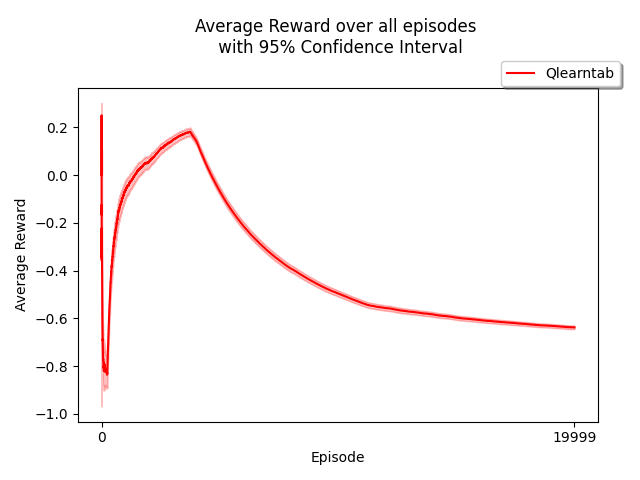 Average Reward over all episodes
with 95% Confidence Interval
Qlearntab
0.2
0.0
−0.2
−0.4
−0.6
−0.8
−1.0
Average Reward
0
19999
Episode